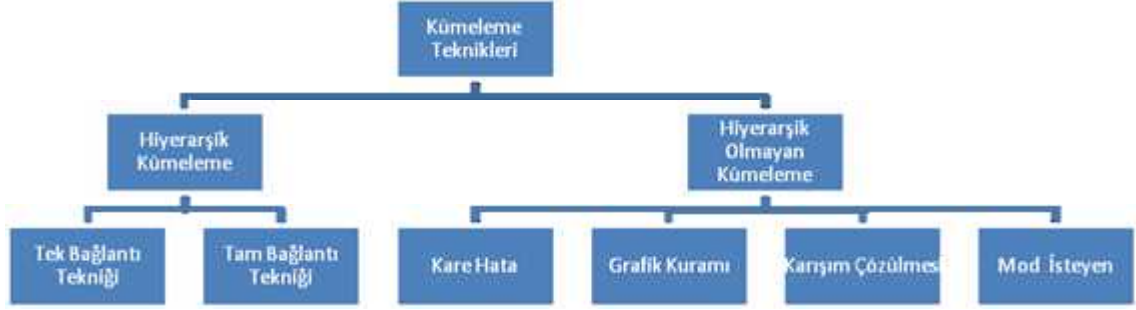 Kümeleme
Teknikleri
Hiyerarşik
Kümeleme
Hiyerarşik
Olmayan
Kümeleme
Tek Bağlantı
Tekniği
Tam Bağlantı
Tekniği
Kare Hata
Grafik Kuramı
Karışım Çözülmes
Mod İsteyen